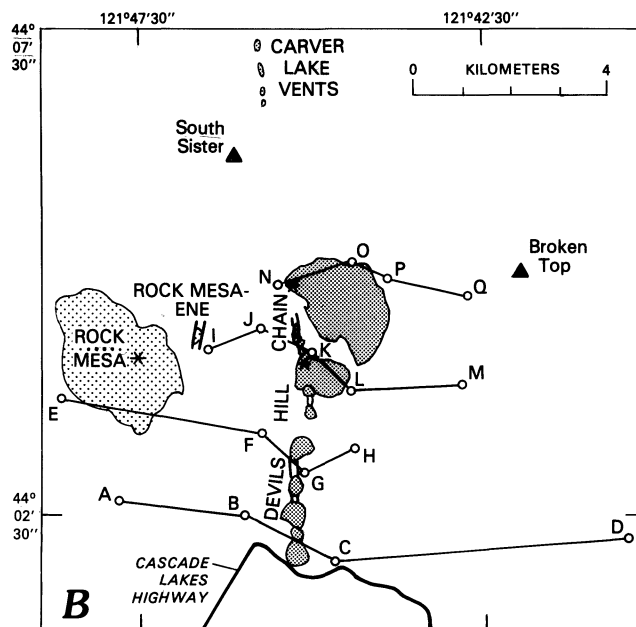 121°47'30"
121°42'30"
44°
07'
30"
CARVER
LAKE
VENTS
KILOMETERS
0
4
South
Sister
Broken
Top
O
P
N
Q
ROCK MESA-
ENE
CHAIN
J
I
K
ROCK
MESA
L
M
E
HILL
F
H
G
DEVILS
A
B
44°
02'
30"
C
D
CASCADE
LAKES
HIGHWAY
B